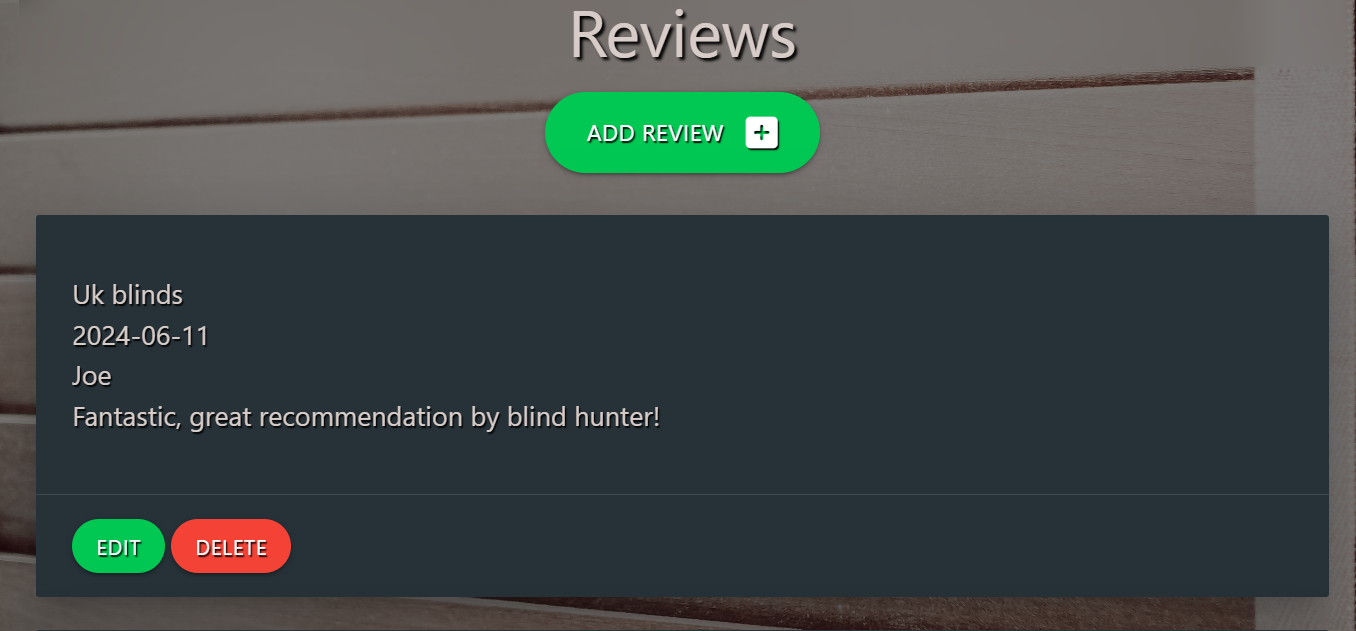 Reviews
ADD REVIEW
Uk blinds
2024-06-11
Joe
Fantastic, great recommendation by blind hunter!
EDIT DELETE